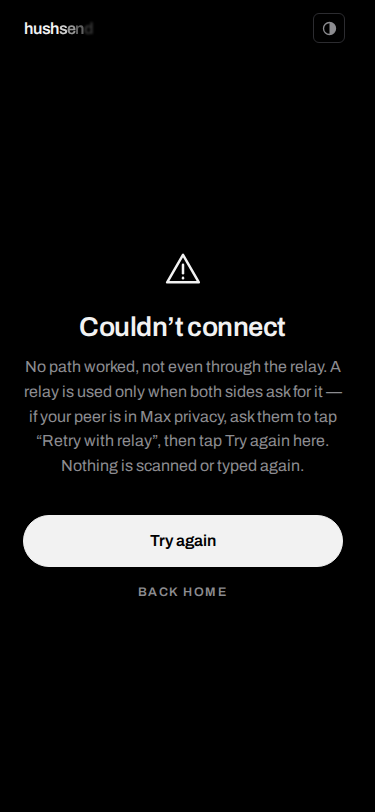 hushsend
Couldn’t connect
No path worked, not even through the relay. A
relay is used only when both sides ask for it —
if your peer is in Max privacy, ask them to tap
“Retry with relay”, then tap Try again here.
Nothing is scanned or typed again.
Try again
BACK HOME